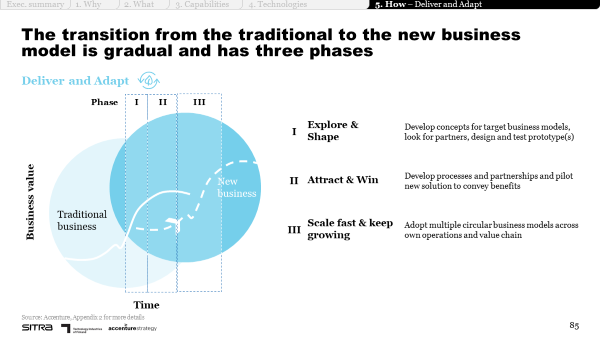 Exec. summary 1. Why 2. What 3. Capabilities 4. Technologies 5. How – Deliver and Adapt
The transition from the traditional to the new business
model is gradual and has three phases
Deliver and Adapt
Phase I II III
Business value
Traditional
business
New
business
Time
I Explore &
Shape
Develop concepts for target business models,
look for partners, design and test prototype(s)
II Attract & Win
Develop processes and partnerships and pilot
new solution to convey benefits
III Scale fast & keep
growing
Adopt multiple circular business models across
own operations and value chain
Source: Accenture, Appendix 2 for more details
SITRA
Technology Industries
of Finland
accenturestrategy
85